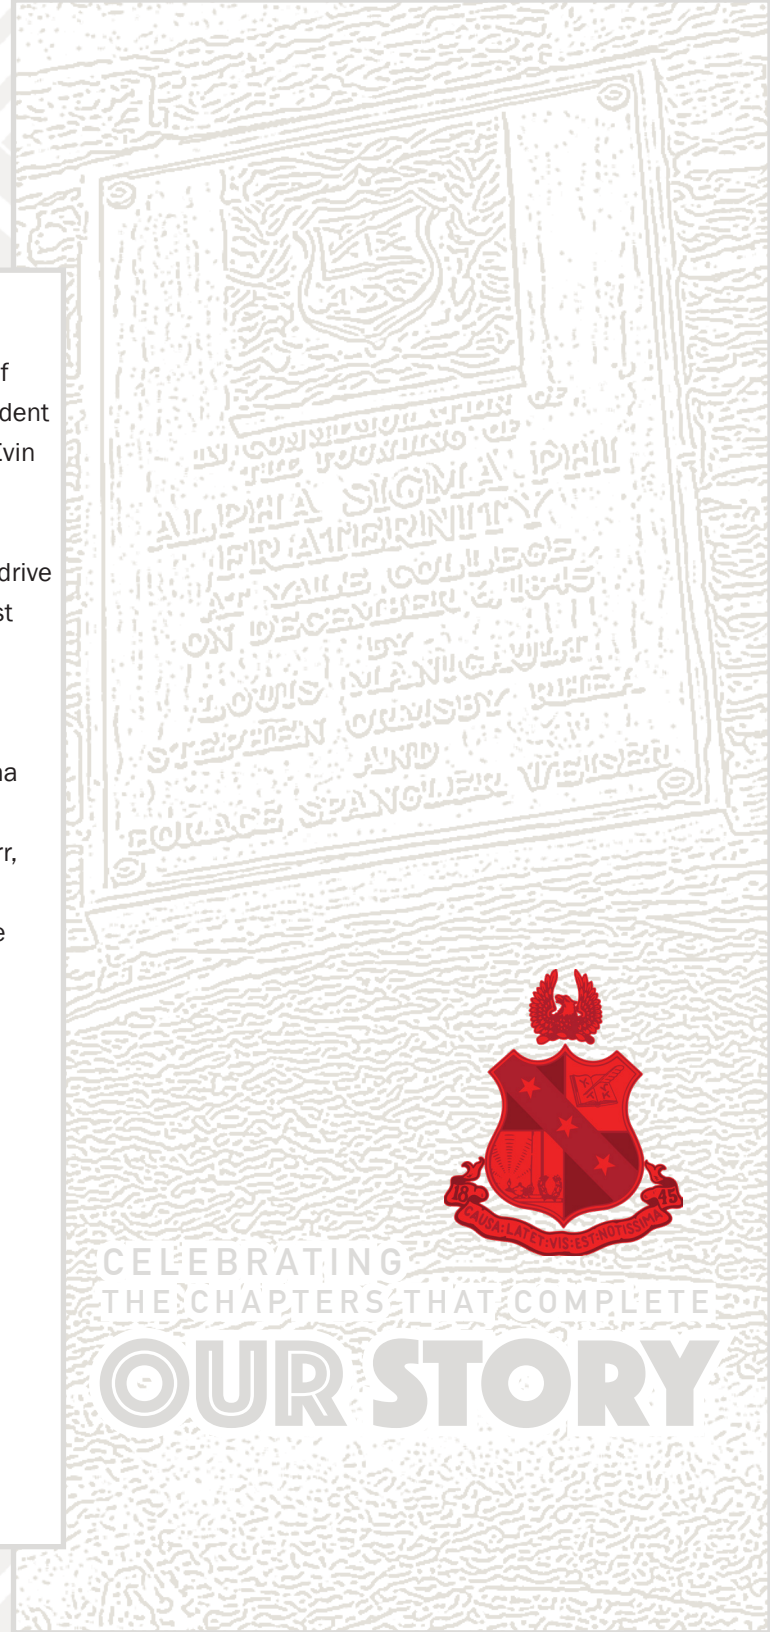 f
dent
Evin
drive
st
na
rr,
e
IN COMMEMORATION OF
THE FOUNDING OF
ALPHA SIGMA PHI
FRATERNITY
AT YALE COLLEGE
ON DECEMBER 6, 1845
BY
LOUIS MANIGAULT
STEPHEN ORMSBY RHEA
AND
HORACE SPANGLER WEISER
18 45
CAUSA:LATET:VIS:EST:NOTISSIMA
CELEBRATING
THE CHAPTERS THAT COMPLETE
OUR STORY